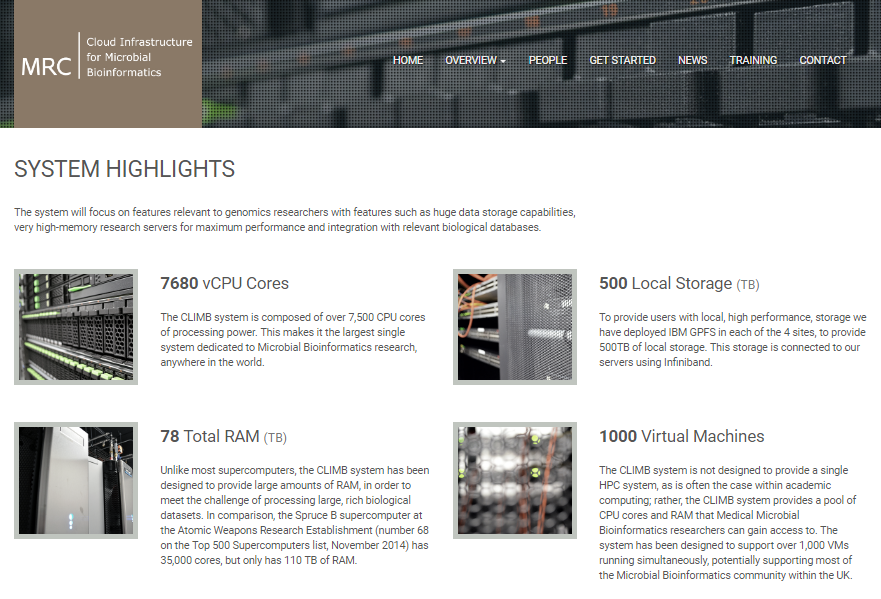 MRC
Cloud Infrastructure
for Microbial
Bioinformatics
HOME OVERVIEW PEOPLE GET STARTED NEWS TRAINING CONTACT
SYSTEM HIGHLIGHTS
The system will focus on features relevant to genomics researchers with features such as huge data storage capabilities,
very high-memory research servers for maximum performance and integration with relevant biological databases.
7680 vCPU Cores
The CLIMB system is composed of over 7,500 CPU cores
of processing power. This makes it the largest single
system dedicated to Microbial Bioinformatics research,
anywhere in the world.
500 Local Storage (TB)
To provide users with local, high performance, storage we
have deployed IBM GPFS in each of the 4 sites, to provide
500TB of local storage. This storage is connected to our
servers using Infiniband.
78 Total RAM (TB)
Unlike most supercomputers, the CLIMB system has been
designed to provide large amounts of RAM, in order to
meet the challenge of processing large, rich biological
datasets. In comparison, the Spruce B supercomputer at
the Atomic Weapons Research Establishment (number 68
on the Top 500 Supercomputers list, November 2014) has
35,000 cores, but only has 110 TB of RAM.
1000 Virtual Machines
The CLIMB system is not designed to provide a single
HPC system, as is often the case within academic
computing; rather, the CLIMB system provides a pool of
CPU cores and RAM that Medical Microbial
Bioinformatics researchers can gain access to. The
system has been designed to support over 1,000 VMs
running simultaneously, potentially supporting most of
the Microbial Bioinformatics community within the UK.